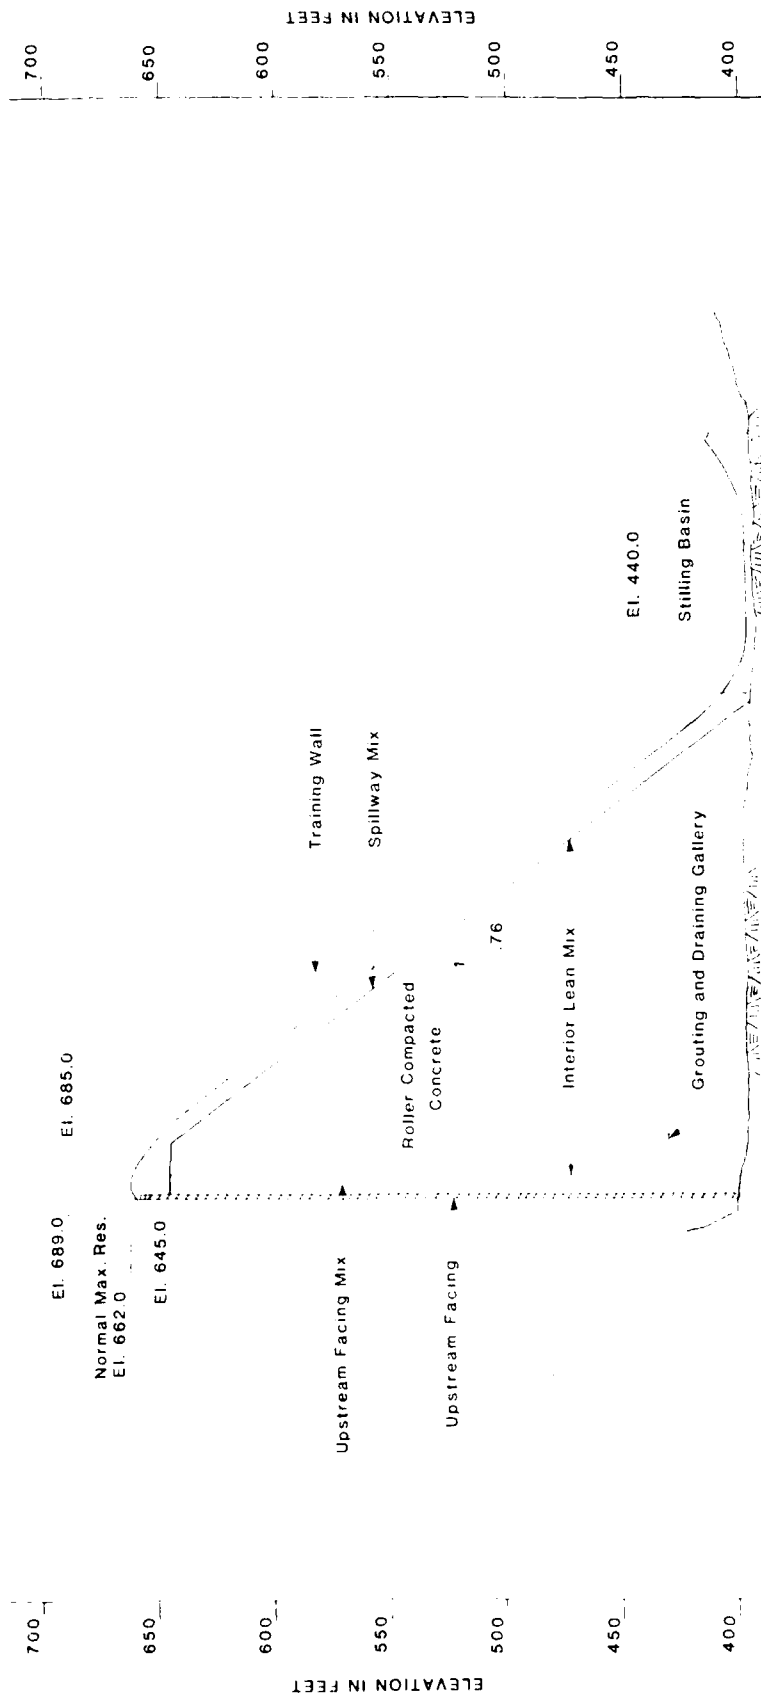 ELEVATION IN FEET
700
650
600
550
500
450
400
El. 689.0
Normal Max. Res.
El. 662.0
El. 645.0
El. 685.0
Upstream Facing Mix
Upstream Facing
Roller Compacted
Concrete
Training Wall
Spillway Mix
1
.76
Interior Lean Mix
Grouting and Draining Gallery
El. 440.0
Stilling Basin
700
650
600
550
500
450
400
ELEVATION IN FEET